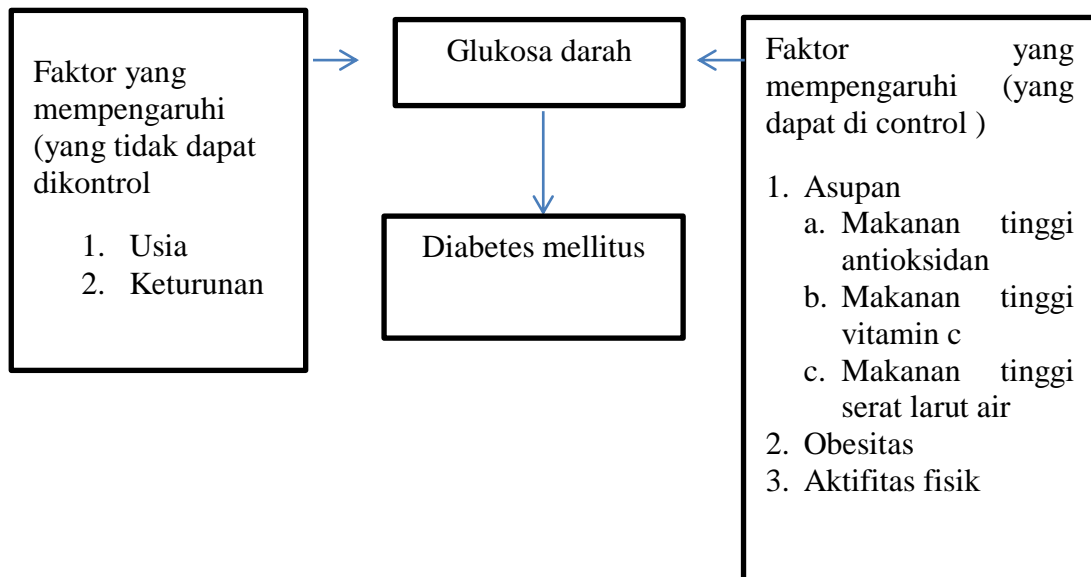 Faktor yang
mempengaruhi
(yang tidak dapat
dikontrol
1. Usia
2. Keturunan
Glukosa darah
Diabetes mellitus
Faktor yang
mempengaruhi (yang
dapat di control )
1. Asupan
a. Makanan tinggi
antioksidan
b. Makanan tinggi
vitamin c
c. Makanan tinggi
serat larut air
2. Obesitas
3. Aktifitas fisik